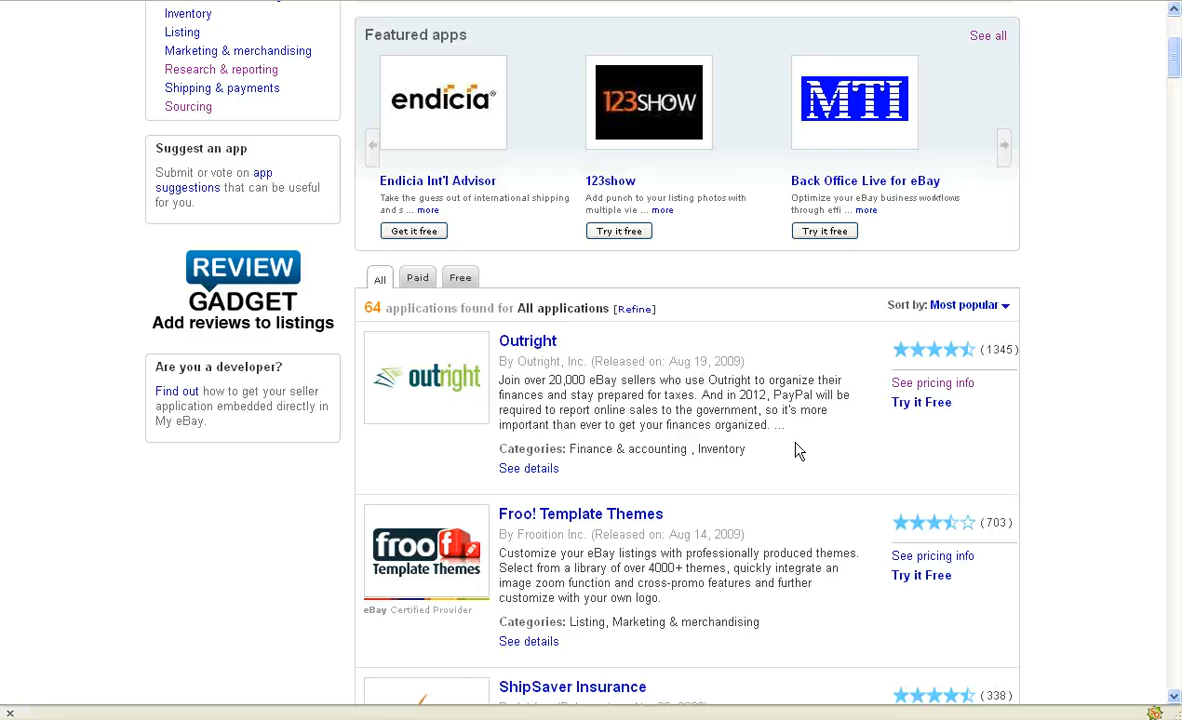 Inventory
Listing
Marketing & merchandising
Research & reporting
Shipping & payments
Sourcing
Suggest an app
Submit or vote on app
suggestions that can be useful
for you.
REVIEW
GADGET
Add reviews to listings
Are you a developer?
Find out how to get your seller
application embedded directly in
My eBay.
Featured apps
See all
endicia®
123SHOW
MTI
Endicia Int'l Advisor
Take the guess out of international shipping
and s ... more
Get it free
123show
Add punch to your listing photos with
multiple vie ... more
Try it free
Back Office Live for eBay
Optimize your eBay business workflows
through effi ... more
Try it free
All
Paid
Free
64 applications found for All applications [Refine]
Sort by: Most popular
outright
Outright
By Outright, Inc. (Released on: Aug 19, 2009)
Join over 20,000 eBay sellers who use Outright to organize their
finances and stay prepared for taxes. And in 2012, PayPal will be
required to report online sales to the government, so it's more
important than ever to get your finances organized. ...
Categories: Finance & accounting , Inventory
See details
(1345)
See pricing info
Try it Free
froo! f
Template Themes
eBay Certified Provider
Froo! Template Themes
By Frooition Inc. (Released on: Aug 14, 2009)
Customize your eBay listings with professionally produced themes.
Select from a library of over 4000+ themes, quickly integrate an
image zoom function and cross-promo features and further
customize with your own logo.
Categories: Listing, Marketing & merchandising
See details
(703)
See pricing info
Try it Free
ShipSaver Insurance
(338)